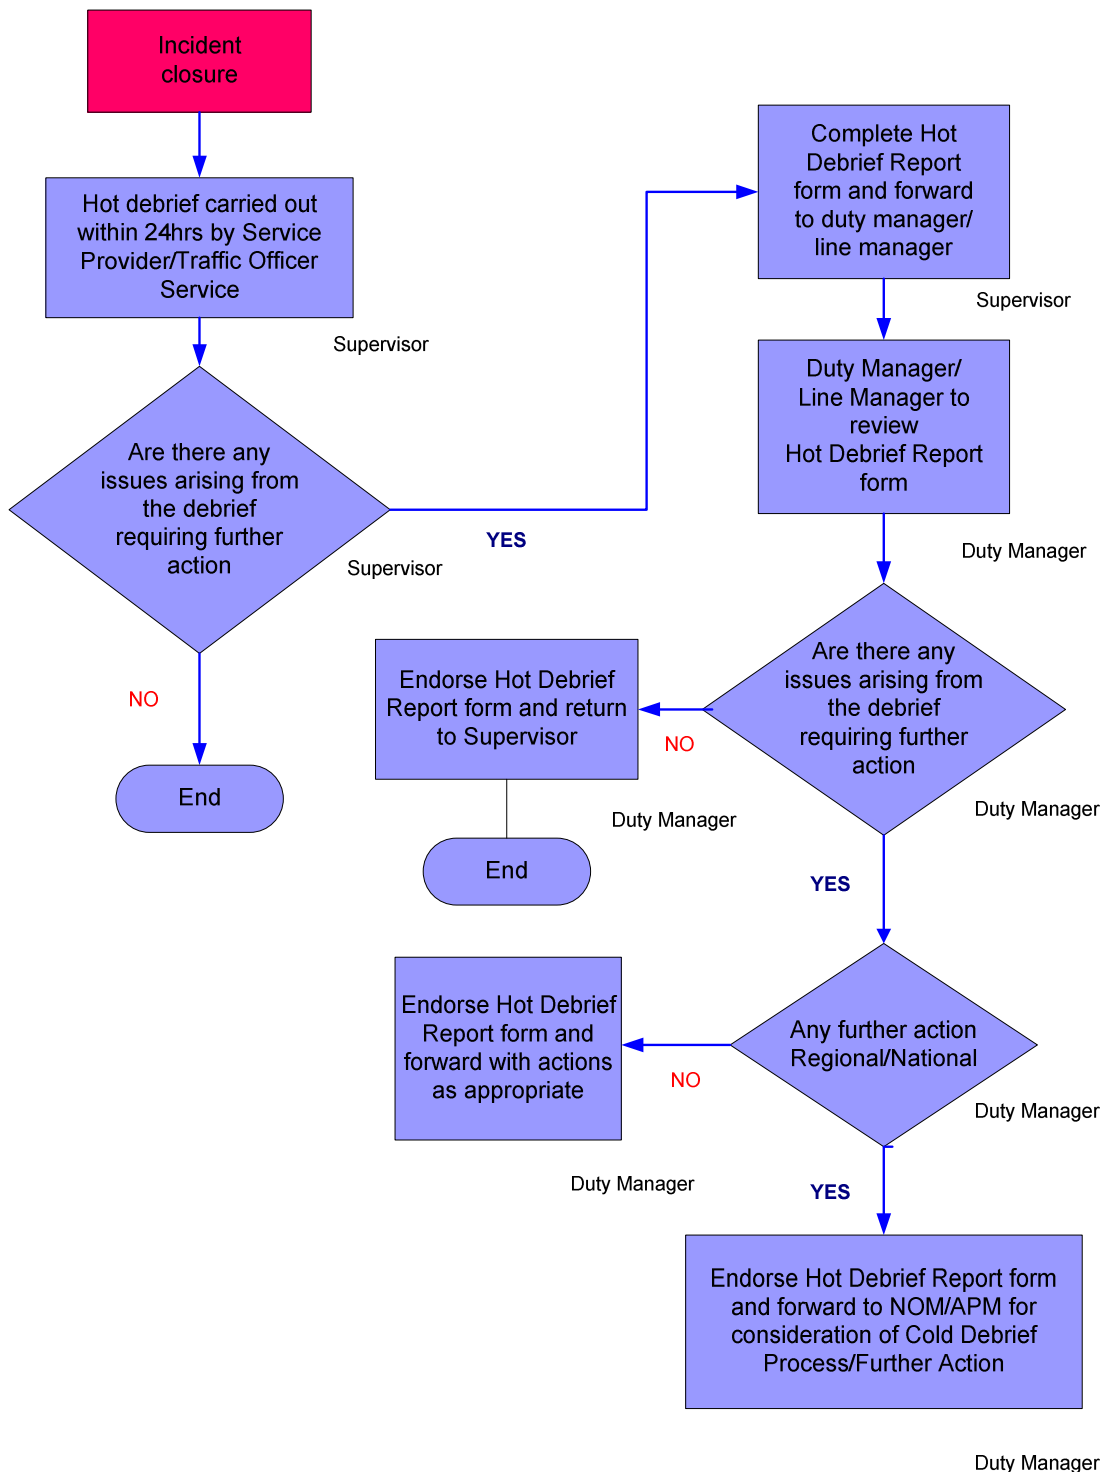 Incident
closure
Hot debrief carried out
within 24hrs by Service
Provider/Traffic Officer
Service
Supervisor
Are there any
issues arising from
the debrief
requiring further
action
Supervisor
YES
NO
End
Complete Hot
Debrief Report
form and forward
to duty manager/
line manager
Supervisor
Duty Manager/
Line Manager to
review
Hot Debrief Report
form
Duty Manager
Are there any
issues arising from
the debrief
requiring further
action
Duty Manager
NO
Endorse Hot Debrief
Report form and return
to Supervisor
Duty Manager
End
YES
Any further action
Regional/National
Duty Manager
NO
Endorse Hot Debrief
Report form and
forward with actions
as appropriate
Duty Manager
YES
Endorse Hot Debrief Report form
and forward to NOM/APM for
consideration of Cold Debrief
Process/Further Action
Duty Manager